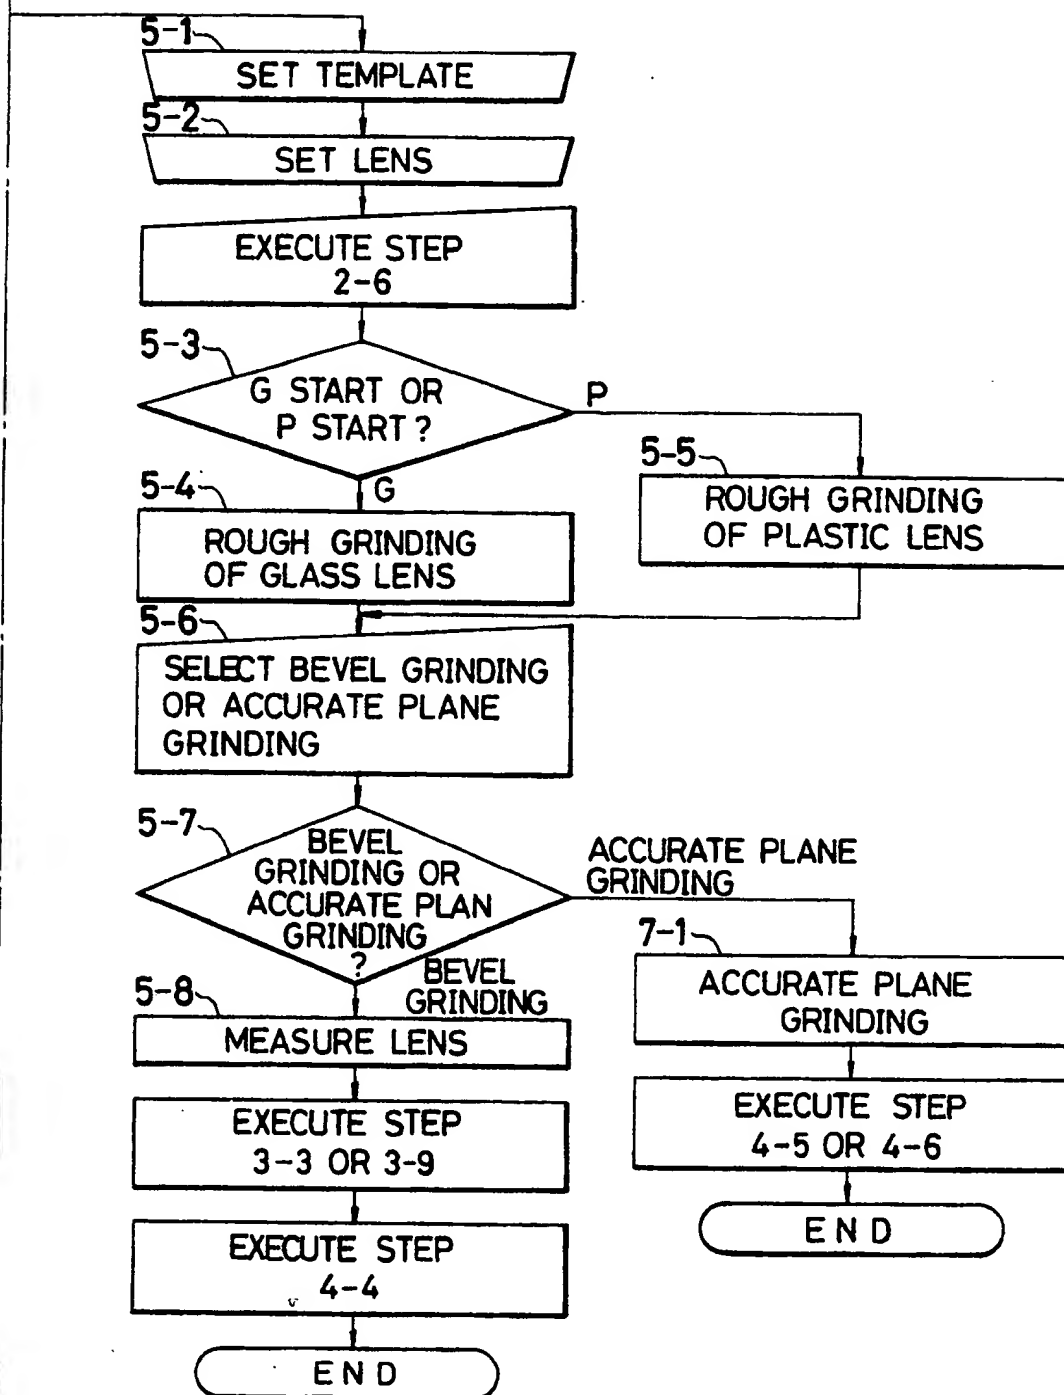 5-1
SET TEMPLATE
5-2
SET LENS
EXECUTE STEP
2-6
5-3
G START OR
P START ?
P
G
5-4
ROUGH GRINDING
OF GLASS LENS
5-5
ROUGH GRINDING
OF PLASTIC LENS
5-6
SELECT BEVEL GRINDING
OR ACCURATE PLANE
GRINDING
5-7
BEVEL
GRINDING OR
ACCURATE PLAN
GRINDING
?
ACCURATE PLANE
GRINDING
BEVEL
GRINDING
5-8
MEASURE LENS
EXECUTE STEP
3-3 OR 3-9
EXECUTE STEP
4-4
END
7-1
ACCURATE PLANE
GRINDING
EXECUTE STEP
4-5 OR 4-6
END